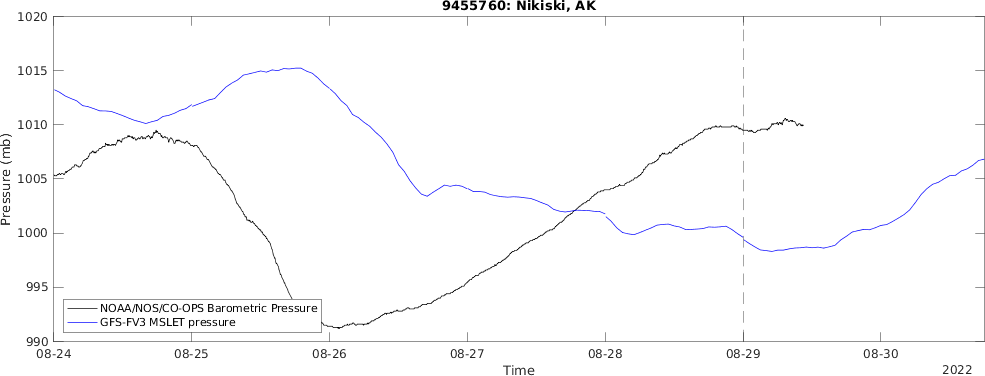 9455760: Nikiski, AK
1020
1015
1010
1005
1000
995
990
Pressure (mb)
NOAA/NOS/CO-OPS Barometric Pressure
GFS-FV3 MSLET pressure
08-24 08-25 08-26 08-27 08-28 08-29 08-30
Time
2022